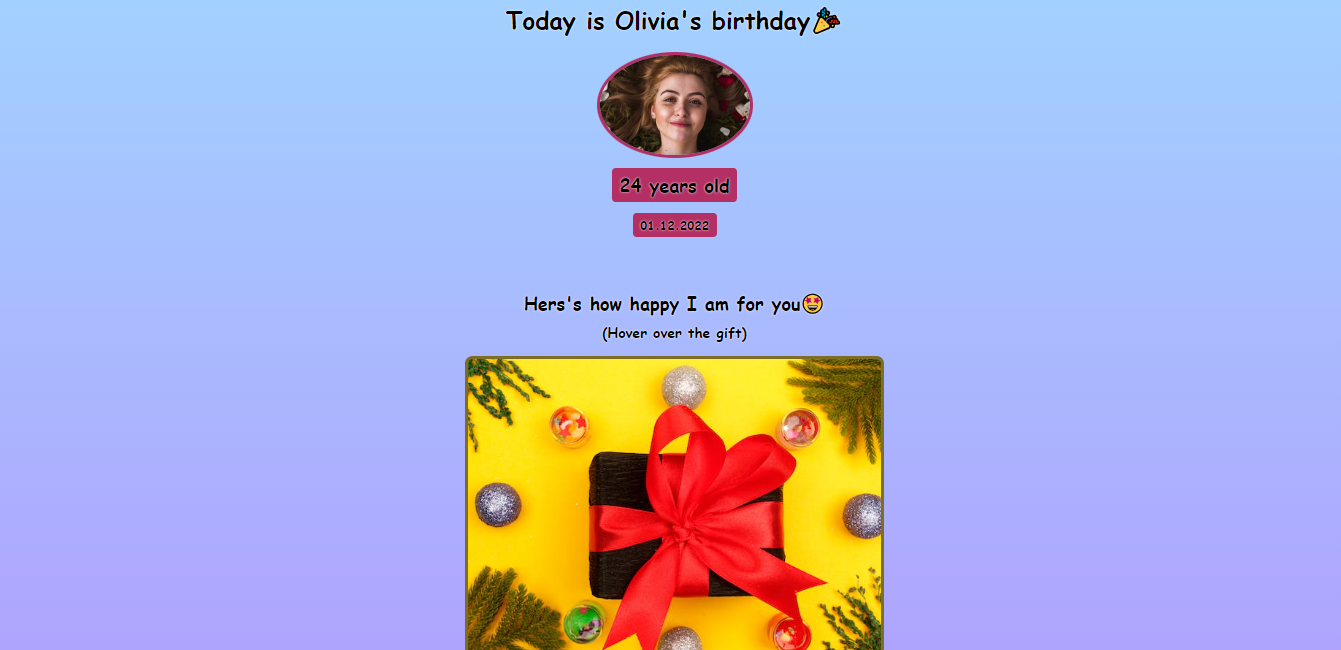 Today is Olivia's birthday🎉
24 years old
01.12.2022
Hers's how happy I am for you🤩
(Hover over the gift)